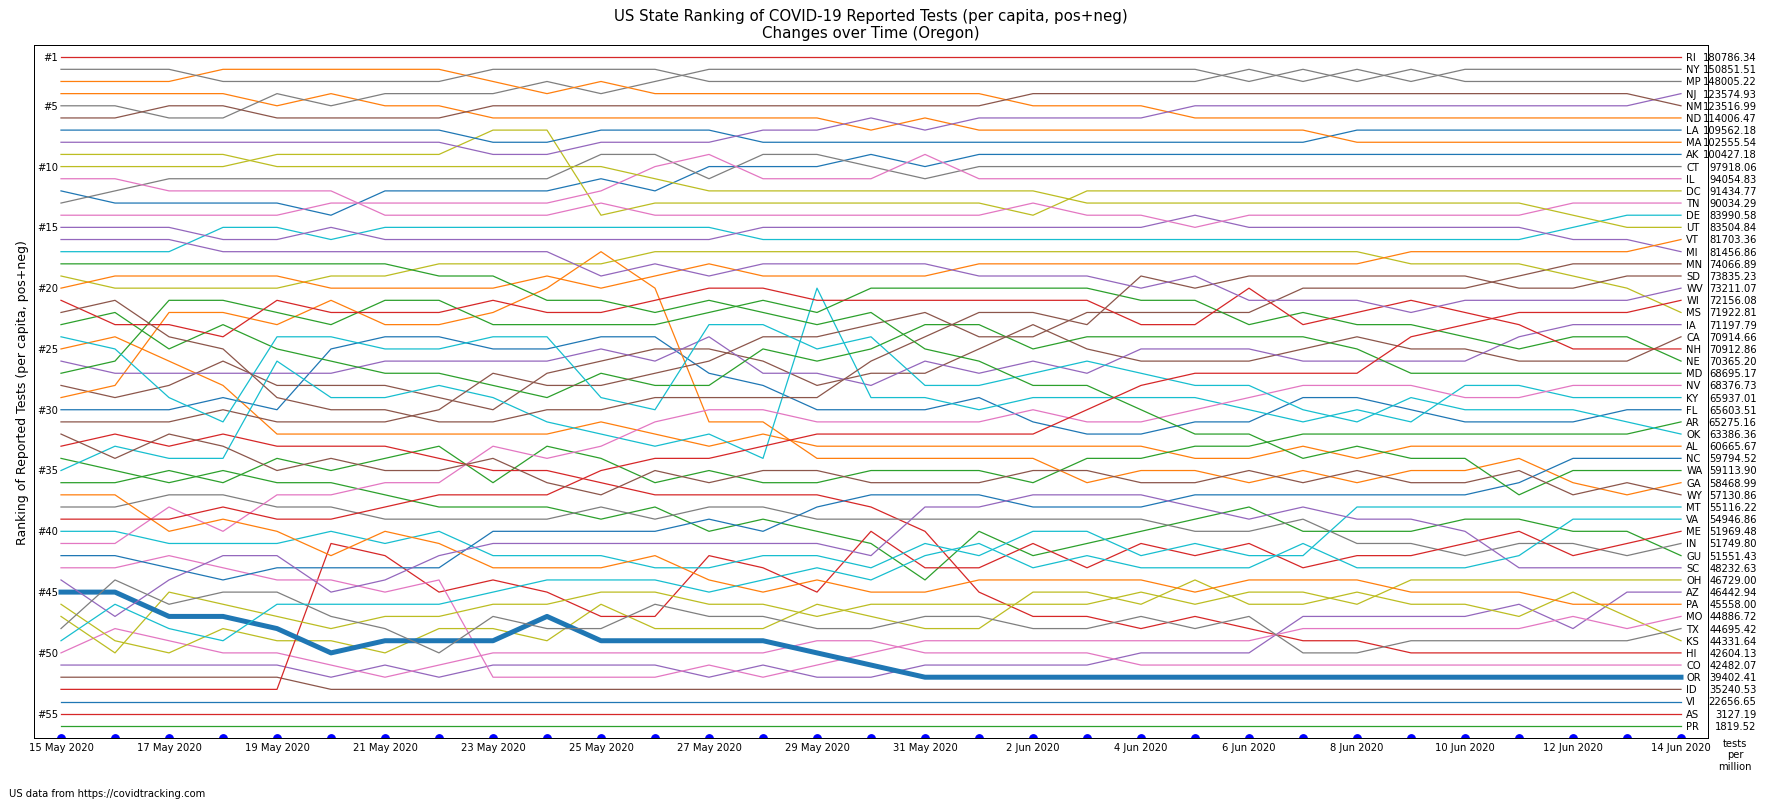 US State Ranking of COVID-19 Reported Tests (per capita, pos+neg)
Changes over Time (Oregon)
Ranking of Reported Tests (per capita, pos+neg)
#1
#5
#10
#15
#20
#25
#30
#35
#40
#45
#50
#55
RI 180786.34
NY 150851.51
MP 148005.22
NJ 123574.93
NM 123516.99
ND 114006.47
LA 109562.18
MA 102555.54
AK 100427.18
CT 97918.06
IL 94054.83
DC 91434.77
TN 90034.29
DE 83990.58
UT 83504.84
VT 81703.36
MI 81456.86
MN 74066.89
SD 73835.23
WV 73211.07
WI 72156.08
MS 71922.81
IA 71197.79
CA 70914.66
NH 70912.86
NE 70365.20
MD 68695.17
NV 68376.73
KY 65937.01
FL 65603.51
AR 65275.16
OK 63386.36
AL 60665.67
NC 59794.52
WA 59113.90
GA 58468.99
WY 57130.86
MT 55116.22
VA 54946.86
ME 51969.48
IN 51749.80
GU 51551.43
SC 48232.63
OH 46729.00
AZ 46442.94
PA 45558.00
MO 44886.72
TX 44695.42
KS 44331.64
HI 42604.13
CO 42482.07
OR 39402.41
ID 35240.53
VI 22656.65
AS 3127.19
PR 1819.52
15 May 2020 17 May 2020 19 May 2020 21 May 2020 23 May 2020 25 May 2020 27 May 2020 29 May 2020 31 May 2020 2 Jun 2020 4 Jun 2020 6 Jun 2020 8 Jun 2020 10 Jun 2020 12 Jun 2020 14 Jun 2020
tests
per
million
US data from https://covidtracking.com